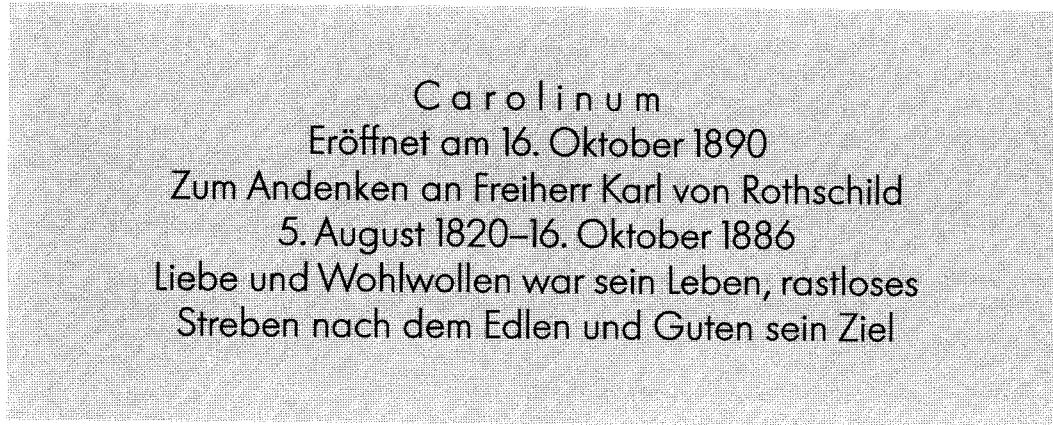 Carolinum
Eröffnet am 16. Oktober 1890
Zum Andenken an Freiherr Karl von Rothschild
5. August 1820–16. Oktober 1886
Liebe und Wohlwollen war sein Leben, rastloses
Streben nach dem Edlen und Guten sein Ziel